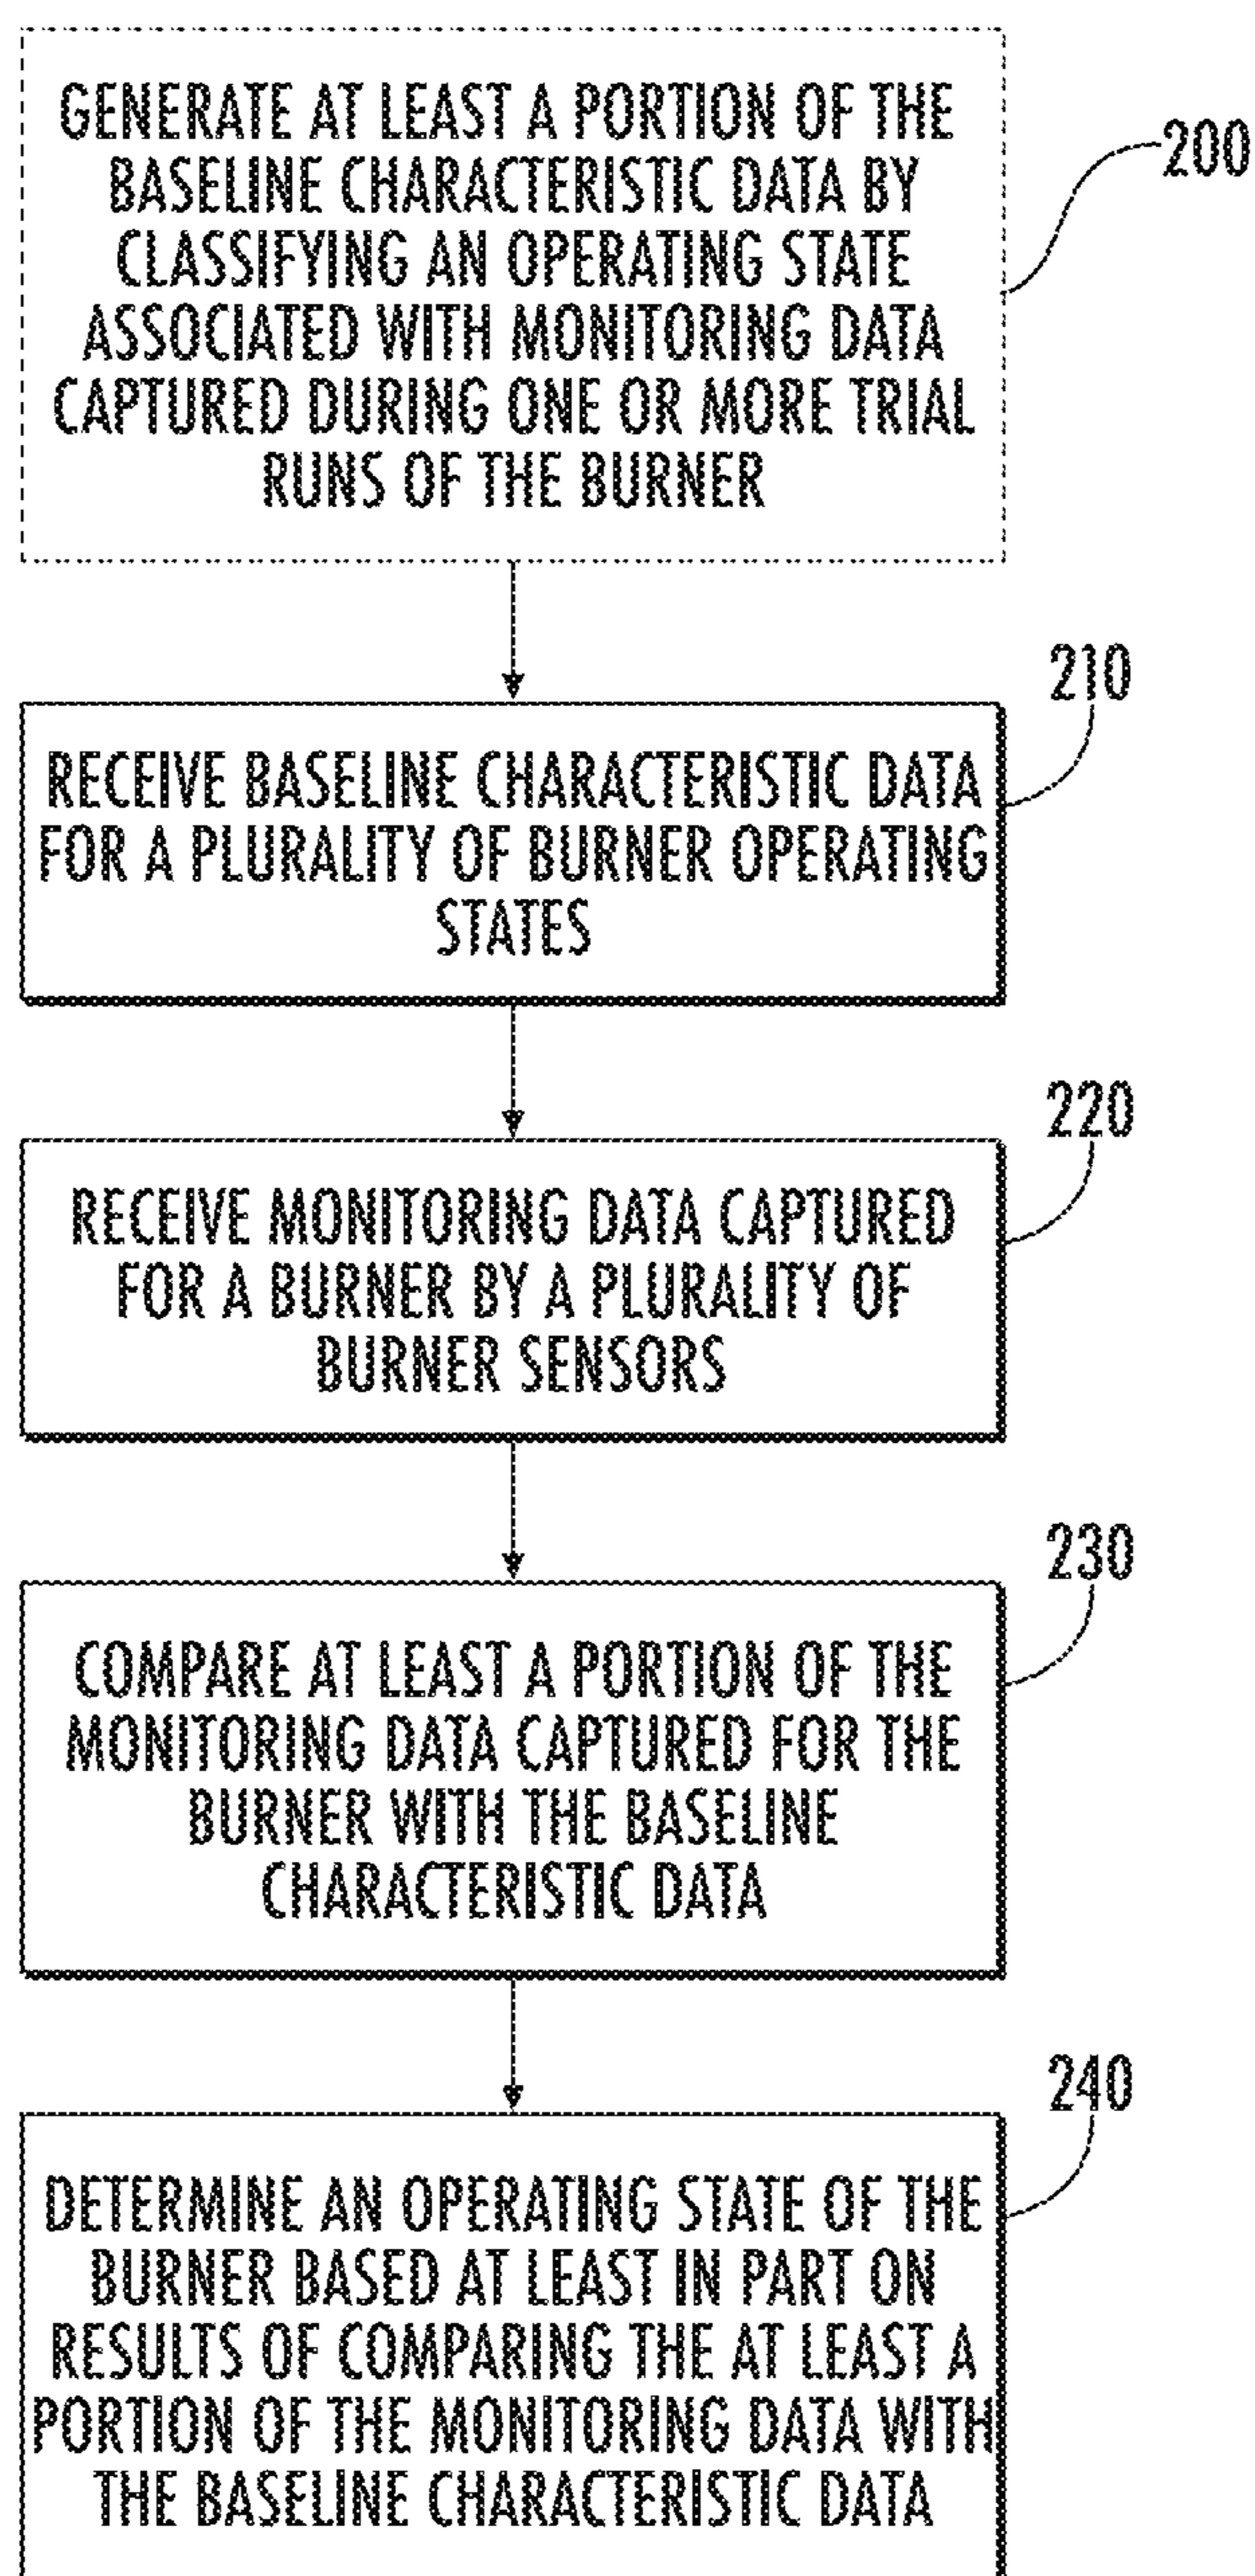 GENERATE AT LEAST A PORTION OF THE
BASELINE CHARACTERISTIC DATA BY
CLASSIFYING AN OPERATING STATE
ASSOCIATED WITH MONITORING DATA
CAPTURED DURING ONE OR MORE TRIAL
RUNS OF THE BURNER
200
210
RECEIVE BASELINE CHARACTERISTIC DATA
FOR A PLURALITY OF BURNER OPERATING
STATES
220
RECEIVE MONITORING DATA CAPTURED
FOR A BURNER BY A PLURALITY OF
BURNER SENSORS
230
COMPARE AT LEAST A PORTION OF THE
MONITORING DATA CAPTURED FOR THE
BURNER WITH THE BASELINE
CHARACTERISTIC DATA
240
DETERMINE AN OPERATING STATE OF THE
BURNER BASED AT LEAST IN PART ON
RESULTS OF COMPARING THE AT LEAST A
PORTION OF THE MONITORING DATA WITH
THE BASELINE CHARACTERISTIC DATA